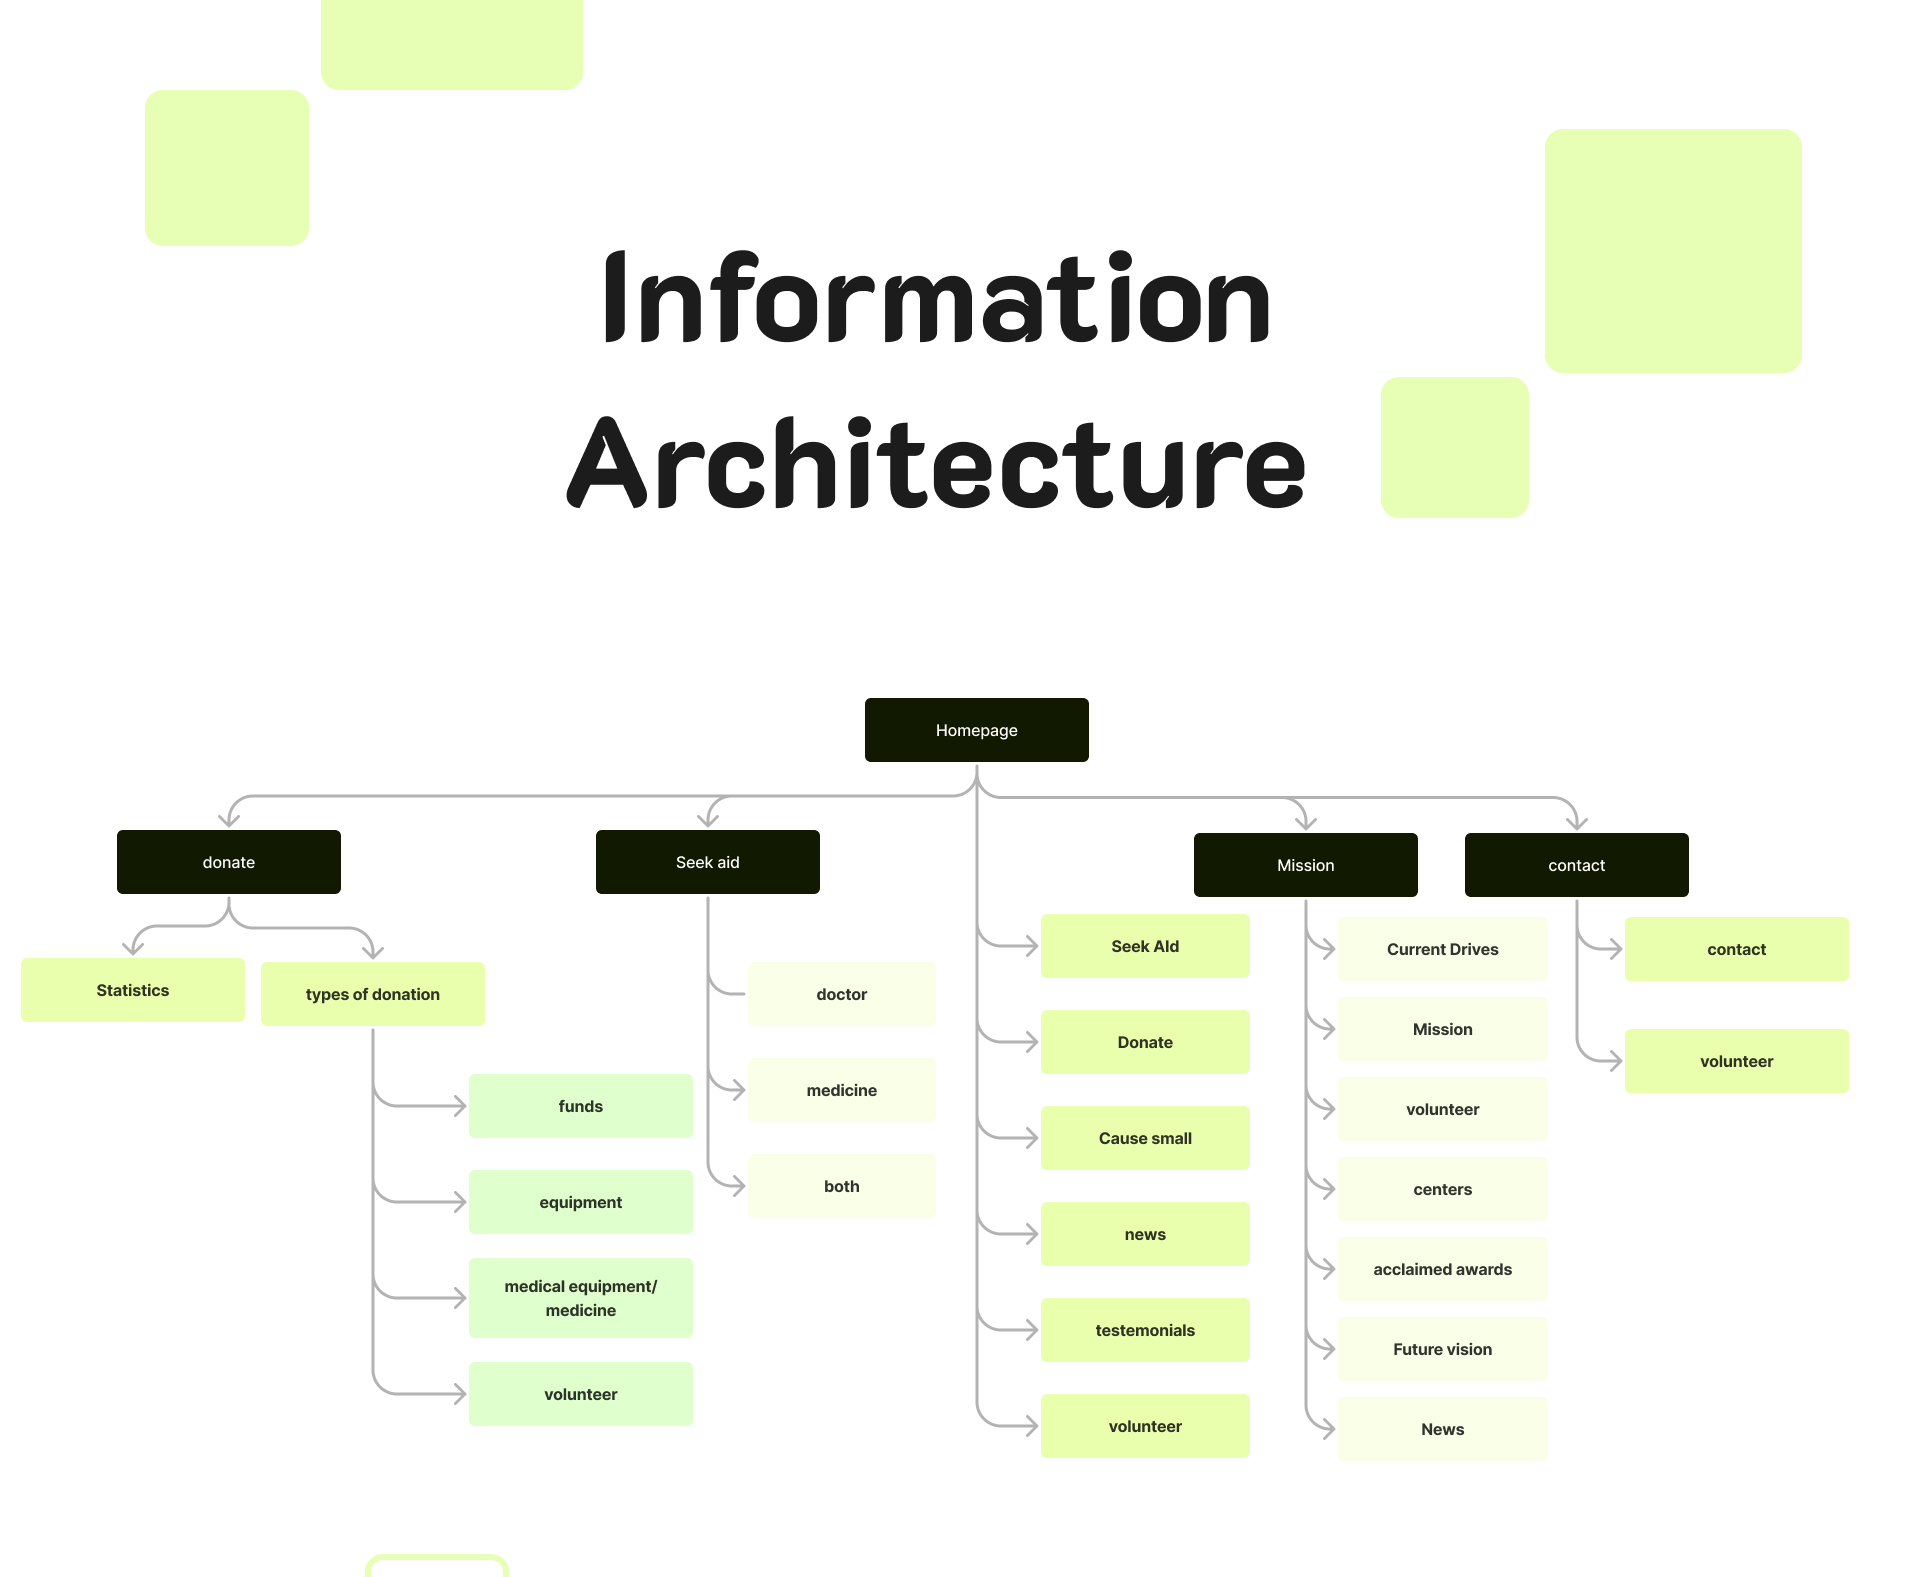 Information
Architecture
Homepage
donate
Seek aid
Mission
contact
Statistics
types of donation
funds
equipment
medical equipment/
medicine
volunteer
doctor
medicine
both
Seek AId
Donate
Cause small
news
testemonials
volunteer
Current Drives
Mission
volunteer
centers
acclaimed awards
Future vision
News
contact
volunteer